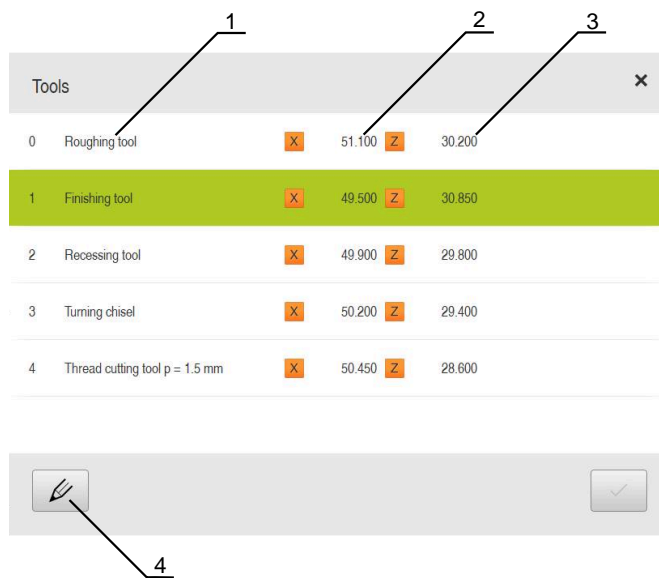 1 2 3
Tools ×
0 Roughing tool X 51.100 Z 30.200
1 Finishing tool X 49.500 Z 30.850
2 Recessing tool X 49.900 Z 29.800
3 Turning chisel X 50.200 Z 29.400
4 Thread cutting tool p = 1.5 mm X 50.450 Z 28.600
4